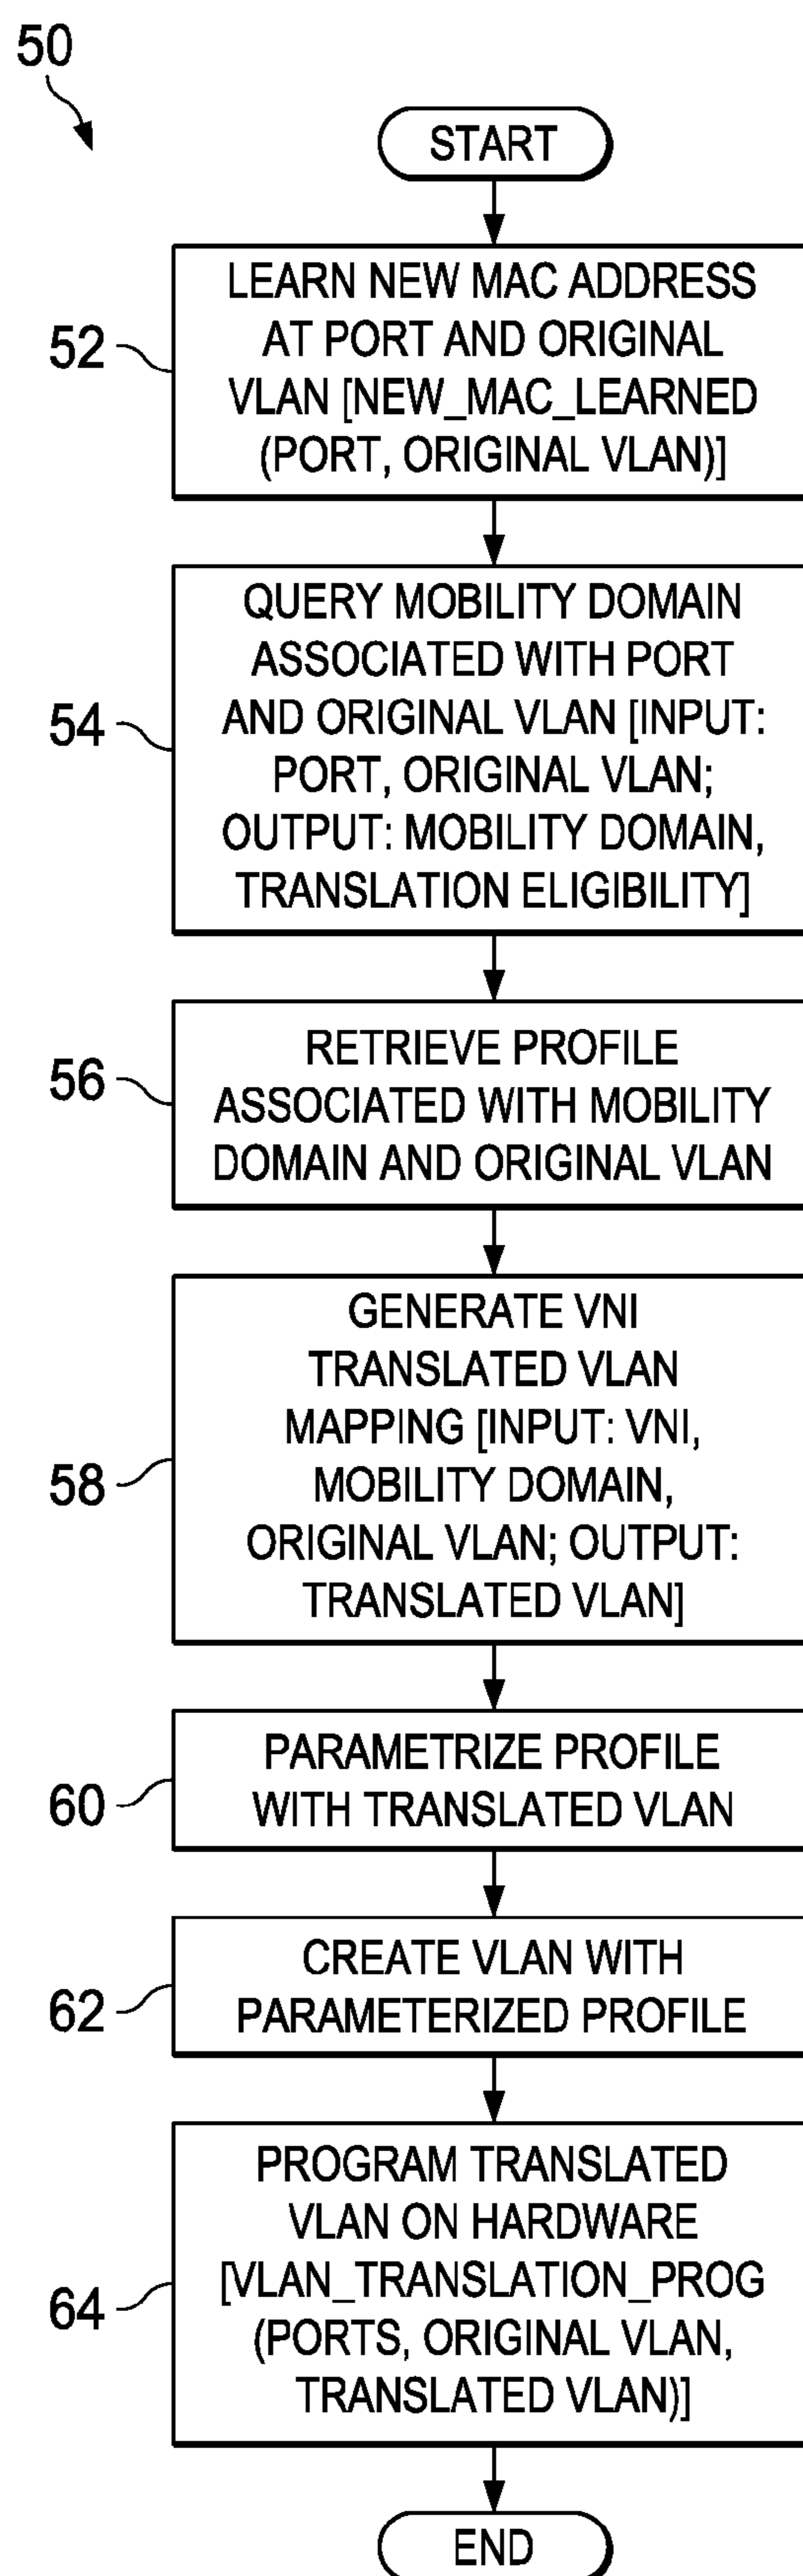 50
START
52
LEARN NEW MAC ADDRESS
AT PORT AND ORIGINAL
VLAN [NEW_MAC_LEARNED
(PORT, ORIGINAL VLAN)]
54
QUERY MOBILITY DOMAIN
ASSOCIATED WITH PORT
AND ORIGINAL VLAN [INPUT:
PORT, ORIGINAL VLAN;
OUTPUT: MOBILITY DOMAIN,
TRANSLATION ELIGIBILITY]
56
RETRIEVE PROFILE
ASSOCIATED WITH MOBILITY
DOMAIN AND ORIGINAL VLAN
58
GENERATE VNI
TRANSLATED VLAN
MAPPING [INPUT: VNI,
MOBILITY DOMAIN,
ORIGINAL VLAN; OUTPUT:
TRANSLATED VLAN]
60
PARAMETRIZE PROFILE
WITH TRANSLATED VLAN
62
CREATE VLAN WITH
PARAMETERIZED PROFILE
64
PROGRAM TRANSLATED
VLAN ON HARDWARE
[VLAN_TRANSLATION_PROG
(PORTS, ORIGINAL VLAN,
TRANSLATED VLAN)]
END